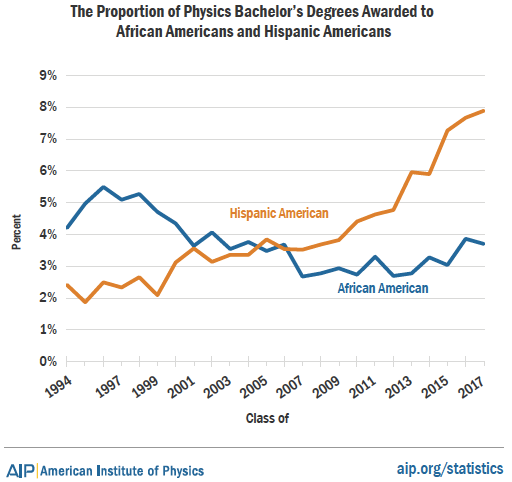 The Proportion of Physics Bachelor's Degrees Awarded to
African Americans and Hispanic Americans
9%
8%
7%
6%
5%
4%
3%
2%
1%
0%
Percent
Hispanic American
African American
1994
1997
1999
2001
2003
2005
2007
2009
2011
2013
2015
2017
Class of
AIP American Institute of Physics
aip.org/statistics